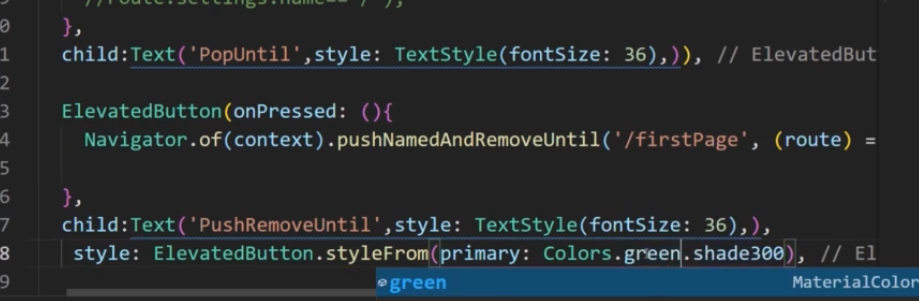 //route.settings.name== '/');
0 },
1 child:Text('PopUntil',style: TextStyle(fontSize: 36),)), // ElevatedBut
2
3 ElevatedButton(onPressed: (){
4 Navigator.of(context).pushNamedAndRemoveUntil('/firstPage', (route) =
5
6 },
7 child:Text('PushRemoveUntil',style: TextStyle(fontSize: 36),),
8 style: ElevatedButton.styleFrom(primary: Colors.green.shade300), // El
9 green MaterialColor